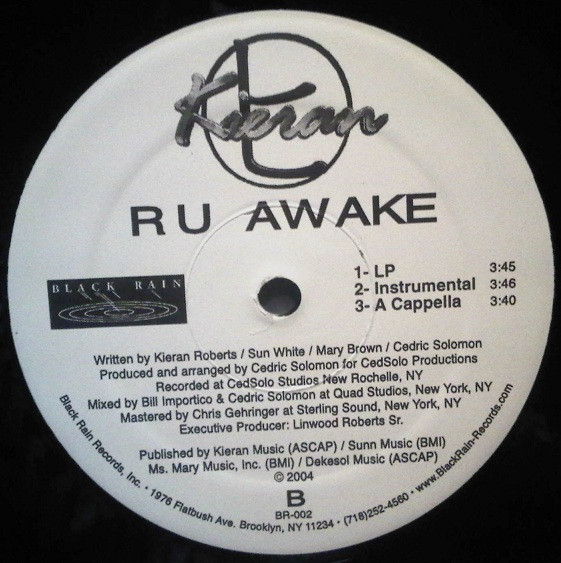 Kieran
R U AWAKE
1- LP 3:45
2- Instrumental 3:46
3- A Cappella 3:40
BLACK RAIN
Written by Kieran Roberts / Sun White / Mary Brown / Cedric Solomon
Produced and arranged by Cedric Solomon for CedSolo Productions
Recorded at CedSolo Studios New Rochelle, NY
Mixed by Bill Importico & Cedric Solomon at Quad Studios, New York, NY
Mastered by Chris Gehringer at Sterling Sound, New York, NY
Executive Producer: Linwood Roberts Sr.
Published by Kieran Music (ASCAP) / Sunn Music (BMI)
Ms. Mary Music, Inc. (BMI) / Dekesol Music (ASCAP)
© 2004
B
BR-002
Black Rain Records, Inc. • 1976 Flatbush Ave. Brooklyn, NY 11234 • (718)252-4560 • www.BlackRain-Records.com